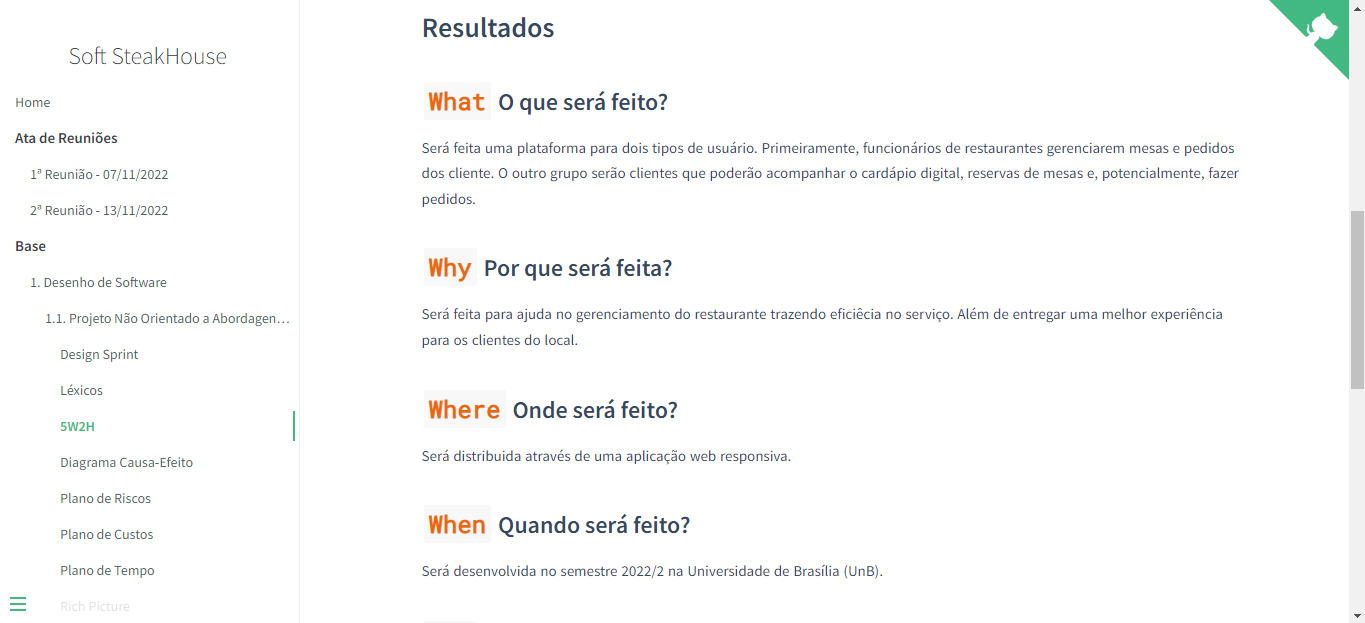 Soft SteakHouse
Home
Ata de Reuniões
1ª Reunião - 07/11/2022
2ª Reunião - 13/11/2022
Base
1. Desenho de Software
1.1. Projeto Não Orientado a Abordagen…
Design Sprint
Léxicos
5W2H
Diagrama Causa-Efeito
Plano de Riscos
Plano de Custos
Plano de Tempo
Rich Picture
Resultados
What O que será feito?
Será feita uma plataforma para dois tipos de usuário. Primeiramente, funcionários de restaurantes gerenciarem mesas e pedidos
dos cliente. O outro grupo serão clientes que poderão acompanhar o cardápio digital, reservas de mesas e, potencialmente, fazer
pedidos.
Why Por que será feita?
Será feita para ajuda no gerenciamento do restaurante trazendo eficiêcia no serviço. Além de entregar uma melhor experiência
para os clientes do local.
Where Onde será feito?
Será distribuida através de uma aplicação web responsiva.
When Quando será feito?
Será desenvolvida no semestre 2022/2 na Universidade de Brasília (UnB).